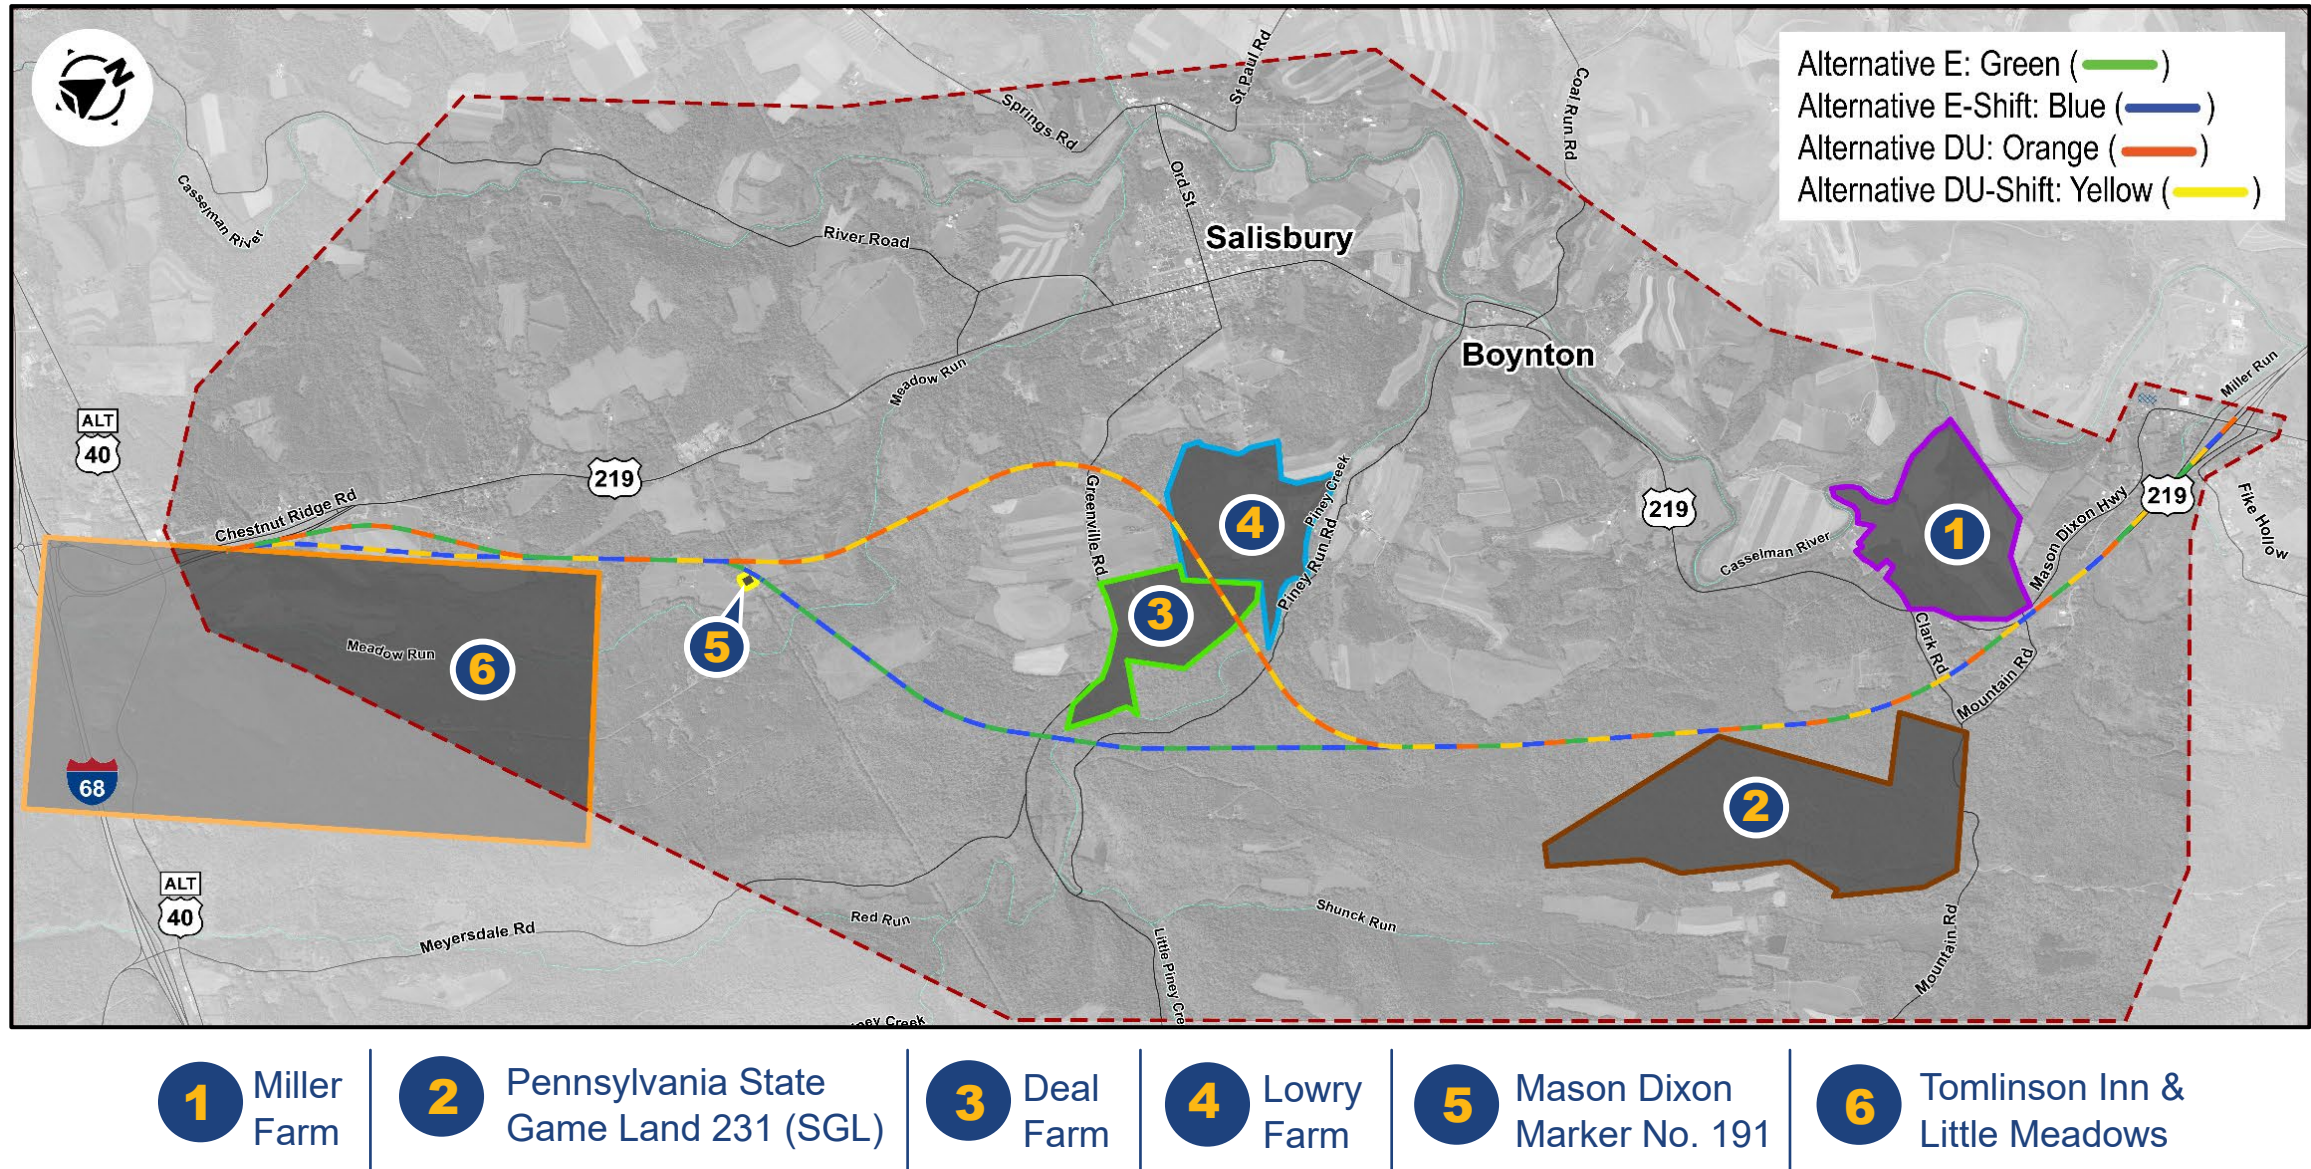 N
Alternative E: Green ( )
Alternative E-Shift: Blue ( )
Alternative DU: Orange ( )
Alternative DU-Shift: Yellow ( )
St Paul Rd
Springs Rd
Coal Run Rd
Casselman River
Ord St
River Road
Salisbury
Boynton
Meadow Run
Miller Run
ALT
40
219
Chestnut Ridge Rd
Greenville Rd
Piney Creek
Piney Run Rd
219
Casselman River
Mason Dixon Hwy
219
Fike Hollow
Clark Rd
Mountain Rd
1
4
3
5
6
2
Meadow Run
68
ALT
40
Meyersdale Rd
Red Run
Shunck Run
Little Piney Cre
Mountain Rd
ney Creek
1 Miller
Farm
2 Pennsylvania State
Game Land 231 (SGL)
3 Deal
Farm
4 Lowry
Farm
5 Mason Dixon
Marker No. 191
6 Tomlinson Inn &
Little Meadows